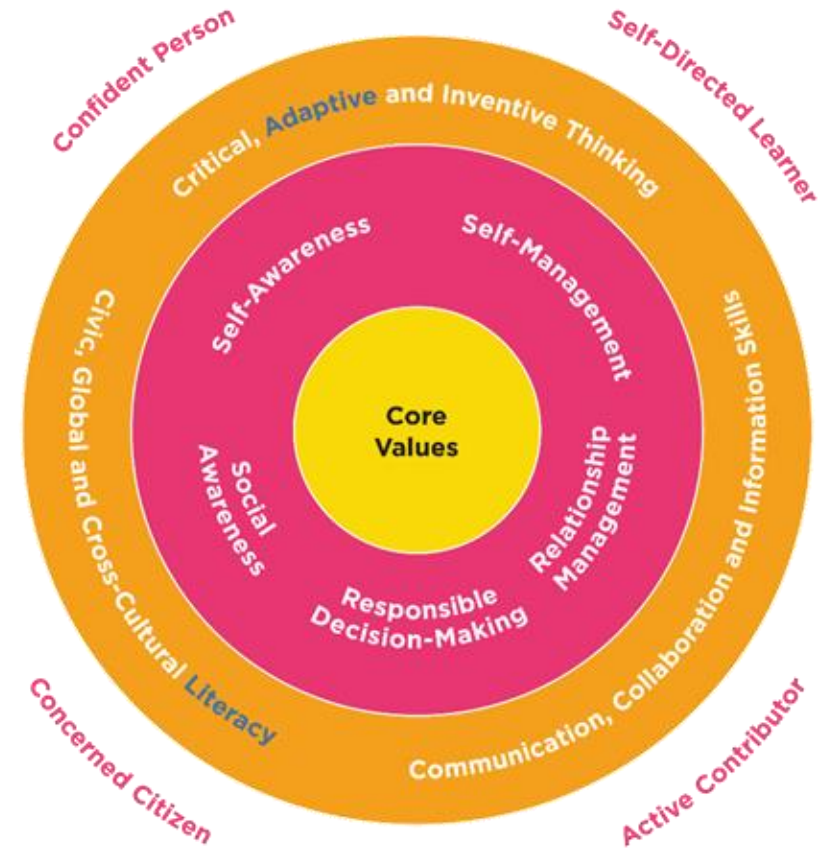 Confident Person
Self-Directed Learner
Critical, Adaptive and Inventive Thinking
Self-Awareness
Self-Management
Civic, Global and Cross-Cultural Literacy
Communication, Collaboration and Information Skills
Core
Values
Social
Awareness
Relationship
Management
Responsible
Decision-Making
Concerned Citizen
Active Contributor